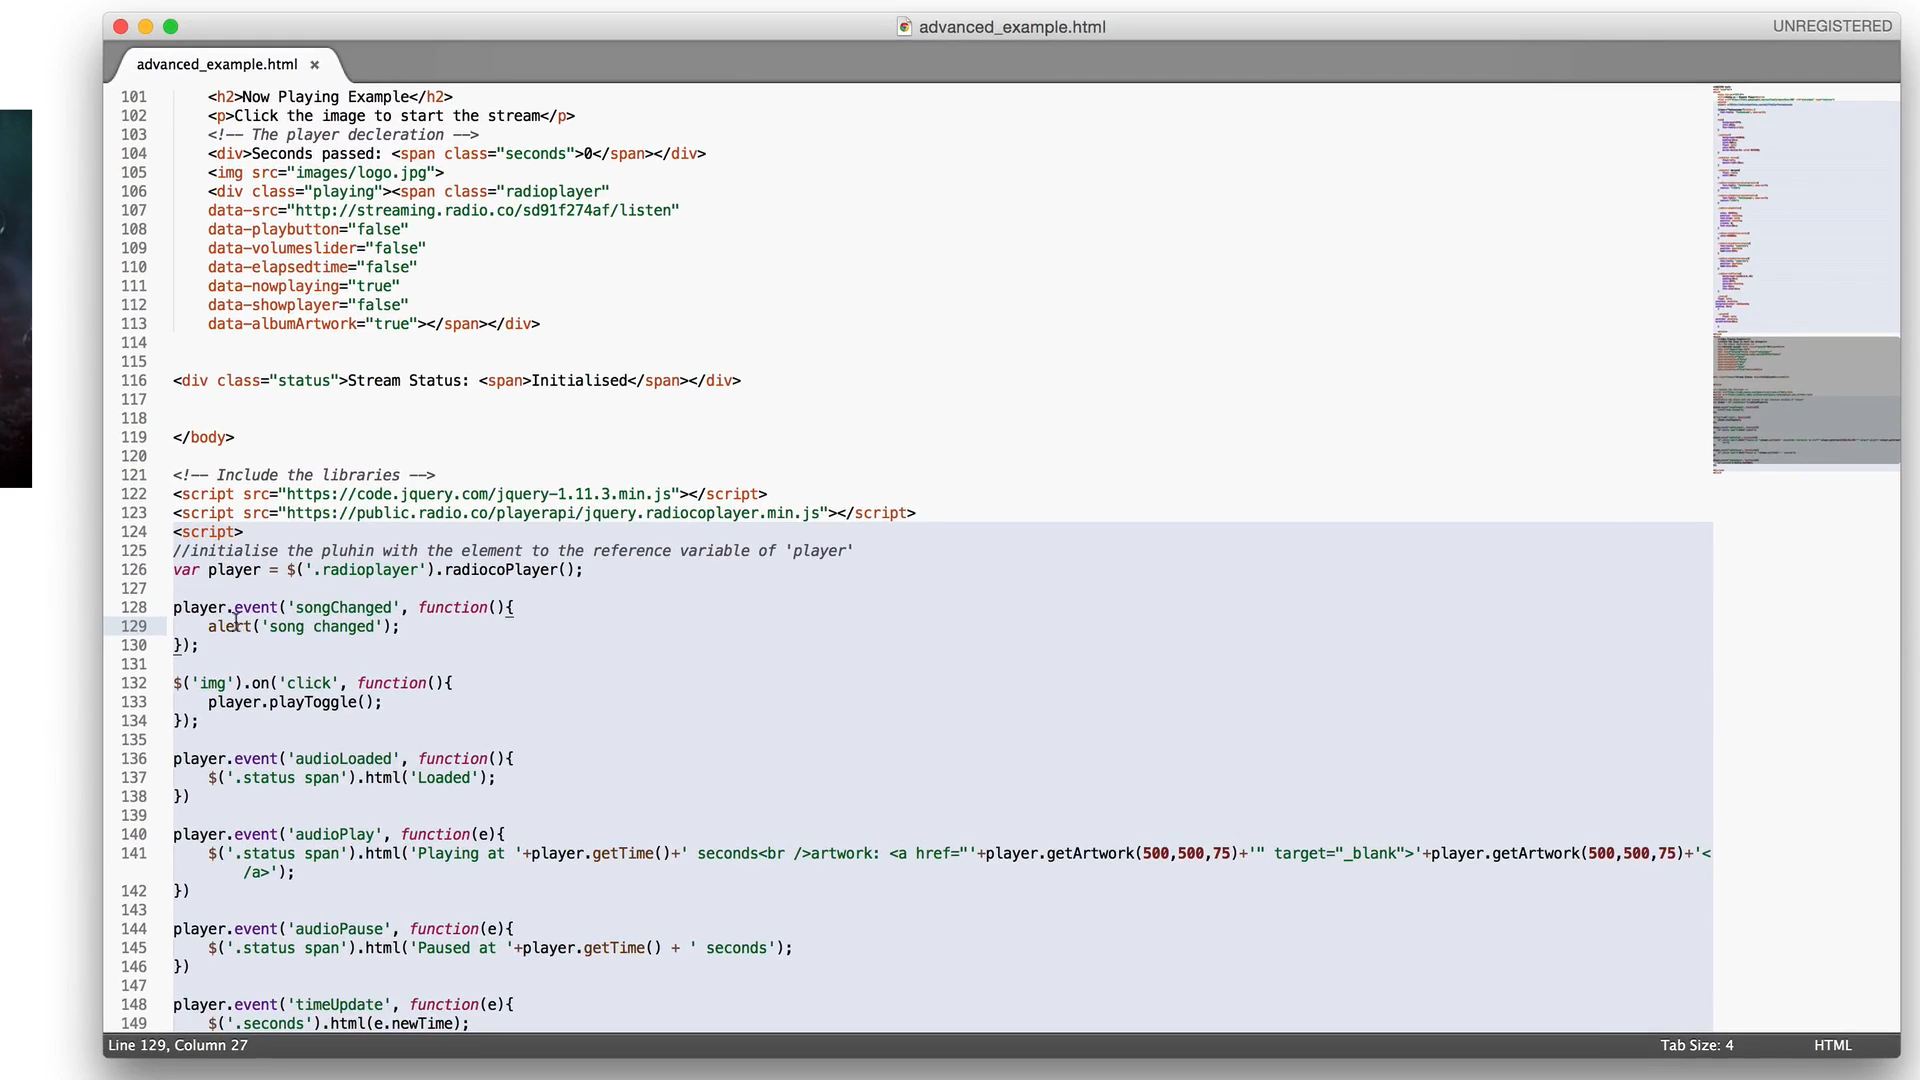 advanced_example.html
UNREGISTERED
advanced_example.html ×
101 <h2>Now Playing Example</h2>
102 <p>Click the image to start the stream</p>
103 <!-- The player decleration -->
104 <div>Seconds passed: <span class="seconds">0</span></div>
105 <img src="images/logo.jpg">
106 <div class="playing"><span class="radioplayer"
107 data-src="http://streaming.radio.co/sd91f274af/listen"
108 data-playbutton="false"
109 data-volumeslider="false"
110 data-elapsedtime="false"
111 data-nowplaying="true"
112 data-showplayer="false"
113 data-albumArtwork="true"></span></div>
114
115
116 <div class="status">Stream Status: <span>Initialised</span></div>
117
118
119 </body>
120
121 <!-- Include the libraries -->
122 <script src="https://code.jquery.com/jquery-1.11.3.min.js"></script>
123 <script src="https://public.radio.co/playerapi/jquery.radiocoplayer.min.js"></script>
124 <script>
125 //initialise the pluhin with the element to the reference variable of 'player'
126 var player = $('.radioplayer').radiocoPlayer();
127
128 player.event('songChanged', function(){
129 alert('song changed');
130 });
131
132 $('img').on('click', function(){
133 player.playToggle();
134 });
135
136 player.event('audioLoaded', function(){
137 $('.status span').html('Loaded');
138 })
139
140 player.event('audioPlay', function(e){
141 $('.status span').html('Playing at '+player.getTime()+' seconds<br />artwork: <a href="'+player.getArtwork(500,500,75)+'" target="_blank">'+player.getArtwork(500,500,75)+'<
/a>');
142 })
143
144 player.event('audioPause', function(e){
145 $('.status span').html('Paused at '+player.getTime() + ' seconds');
146 })
147
148 player.event('timeUpdate', function(e){
149 $('.seconds').html(e.newTime);
Line 129, Column 27
Tab Size: 4
HTML